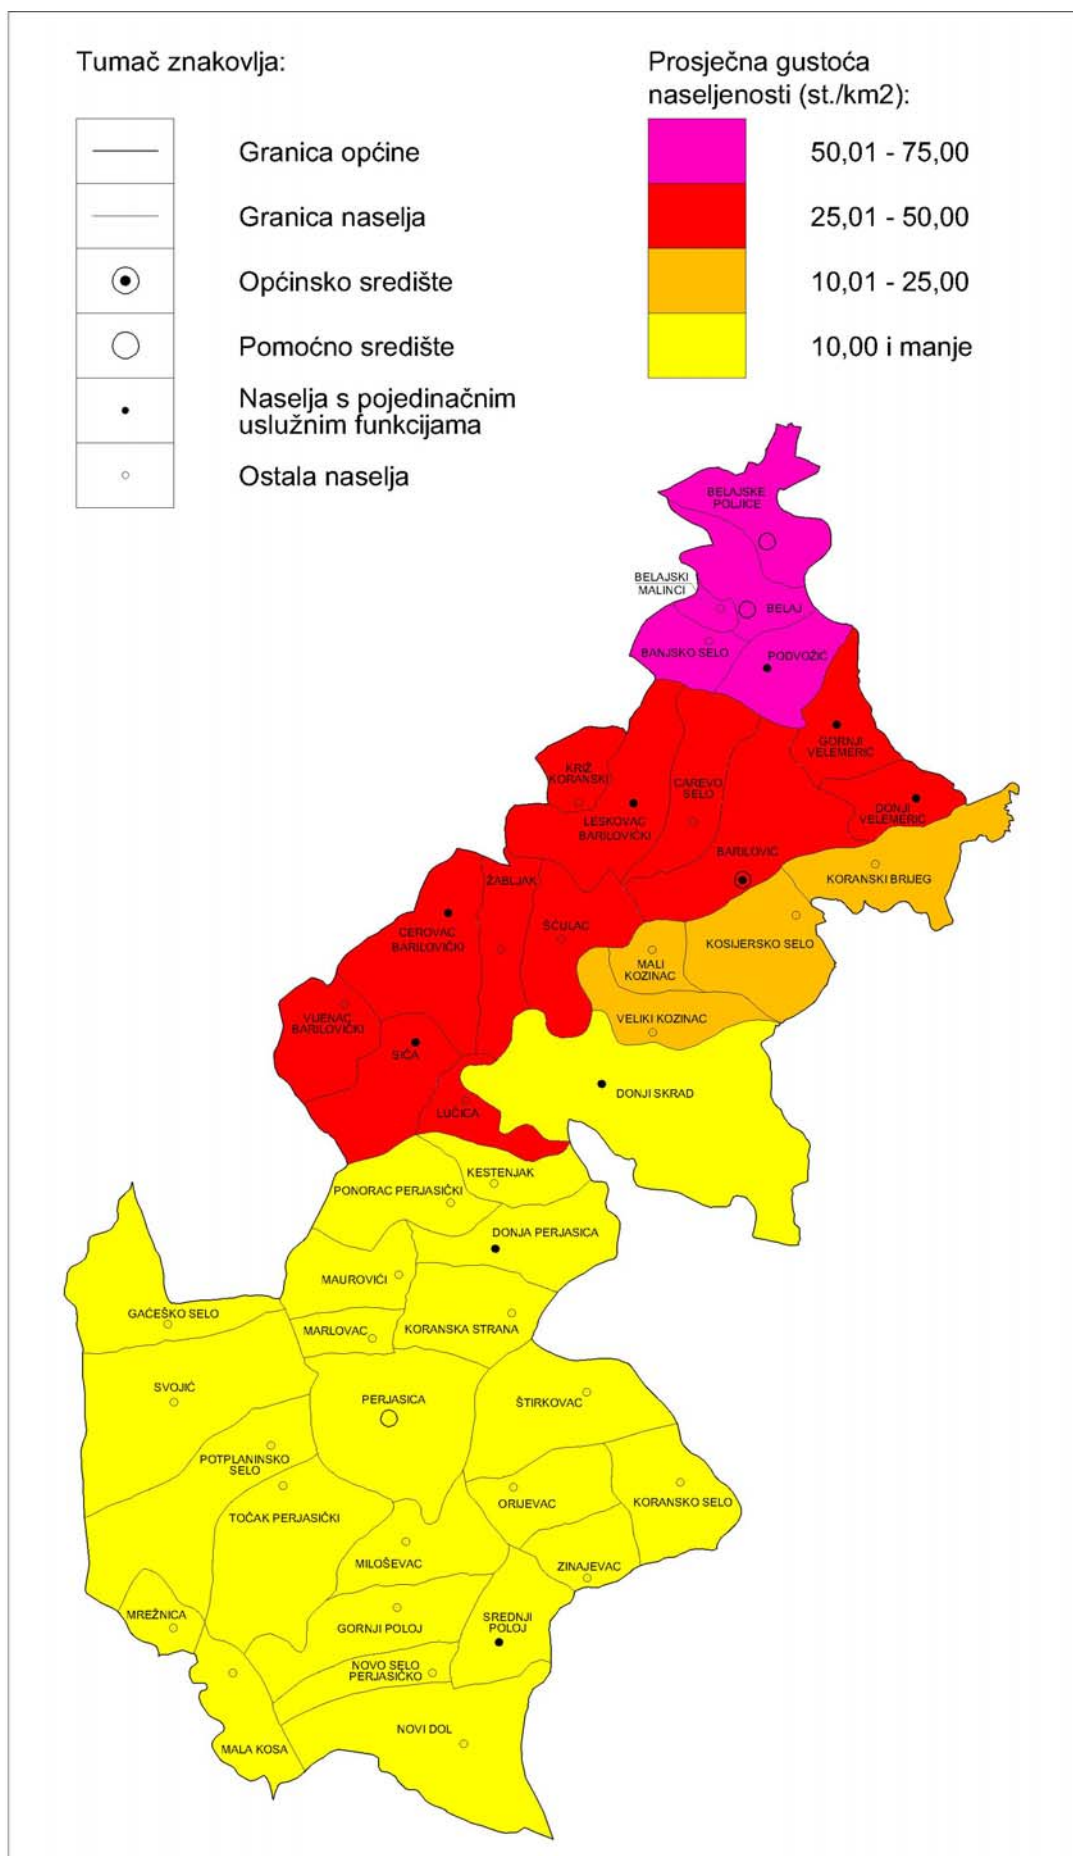 Tumač znakovlja:
Granica općine
Granica naselja
Općinsko središte
Pomoćno središte
Naselja s pojedinačnim
uslužnim funkcijama
Ostala naselja
Prosječna gustoća
naseljenosti (st./km2):
50,01 - 75,00
25,01 - 50,00
10,01 - 25,00
10,00 i manje
BELAJSKE
POLJICE
BELAJSKI
MALINCI
BELAJ
BANJSKO SELO
PODVOŽIĆ
GORNJI
VELEMERIĆ
KRIŽ
KORANSKI
CAREVO
SELO
LESKOVAC
BARILOVIĆKI
DONJI
VELEMERIĆ
BARILOVIĆ
KORANSKI BRIJEG
ŽABLJAK
CEROVAC
BARILOVIĆKI
ŠĆULAC
KOSIJERSKO SELO
MALI
KOZINAC
VIJENAC
BARILOVIĆKI
VELIKI KOZINAC
SIČA
DONJI SKRAD
LUČICA
KESTENJAK
PONORAC PERJASIČKI
DONJA PERJASICA
MAUROVIĆI
GAĆEŠKO SELO
MARLOVAC
KORANSKA STRANA
SVOJIĆ
PERJASICA
ŠTIRKOVAC
POTPLANINSKO
SELO
TOČAK PERJASIČKI
ORIJEVAC
KORANSKO SELO
MILOŠEVAC
ZINAJEVAC
MREŽNICA
GORNJI POLOJ
SREDNJI
POLOJ
NOVO SELO
PERJASIČKO
NOVI DOL
MALA KOSA